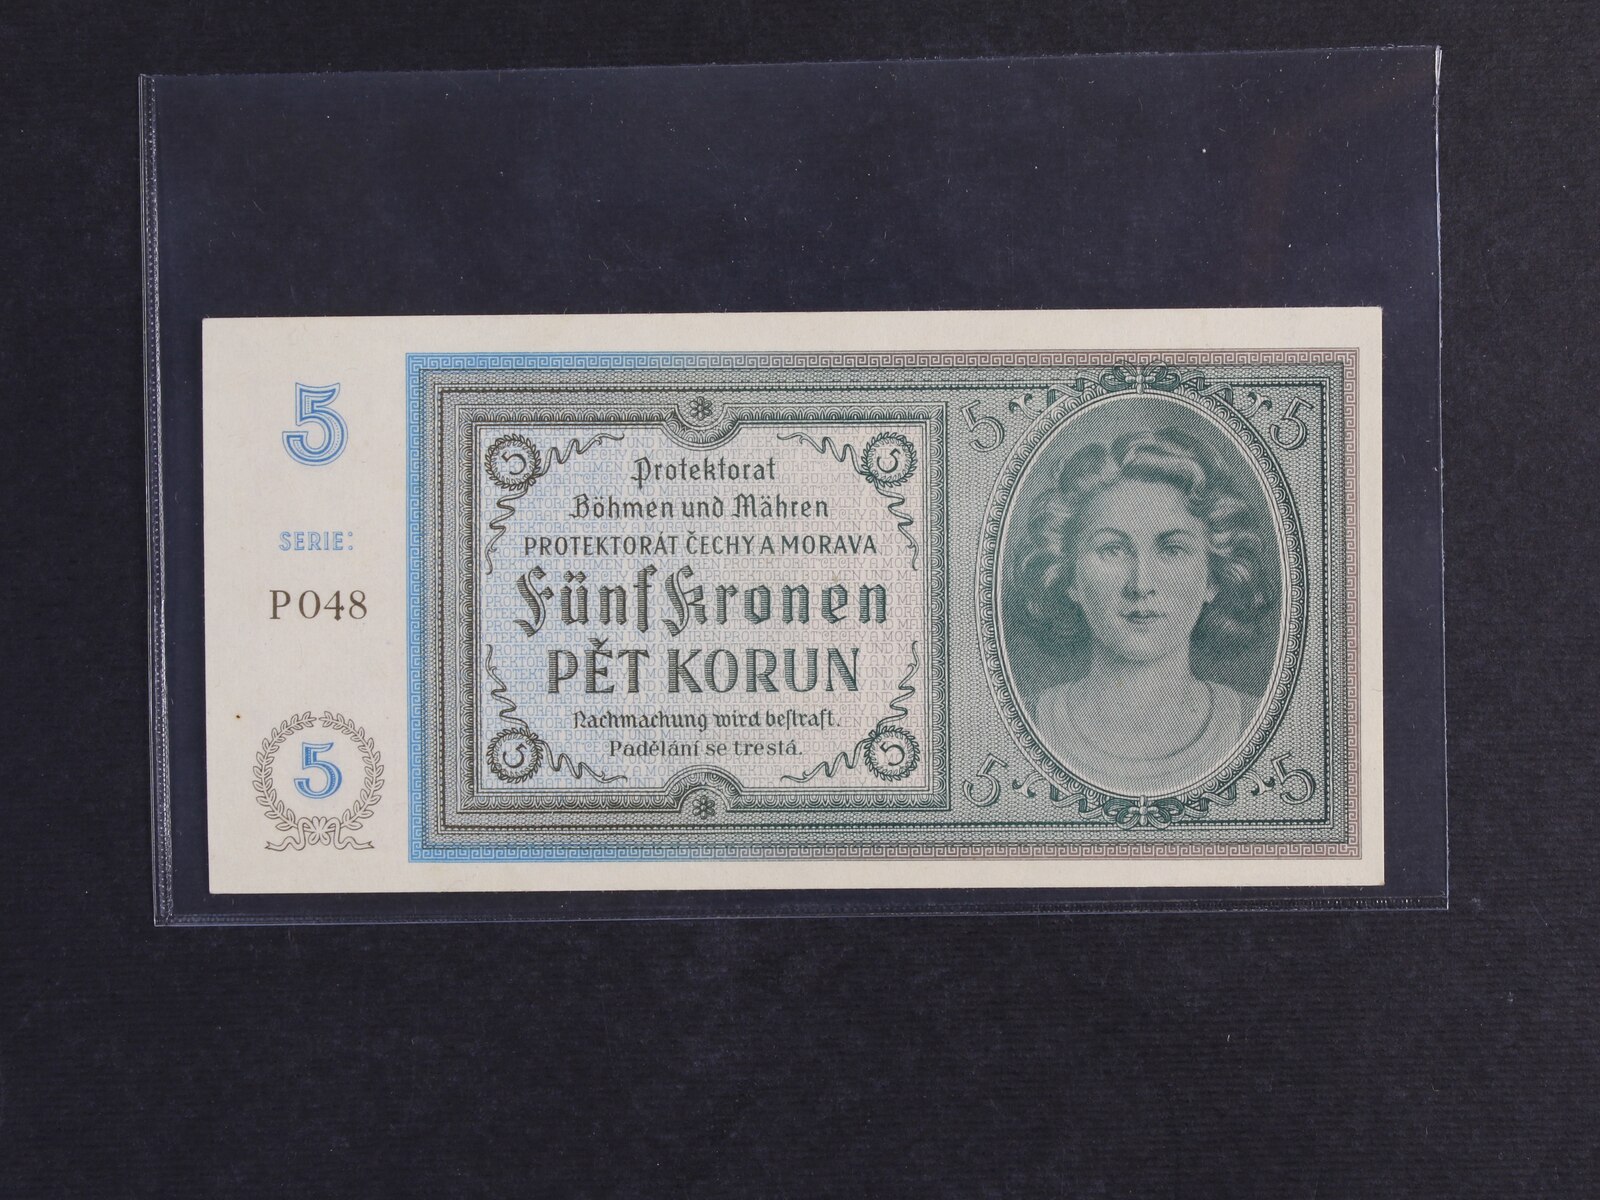 5
SERIE:
P048
5
5
5
5
5
Protektorat
Böhmen und Mähren
PROTEKTORÁT ČECHY A MORAVA
Fünf Kronen
PĚT KORUN
Nachmachung wird bestraft.
Padělání se trestá.
5
5
5
5